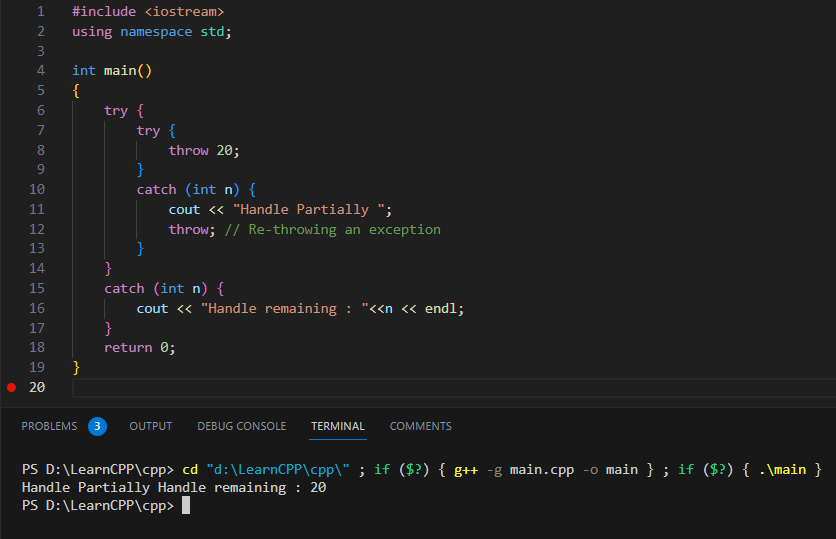 1 #include <iostream>
2 using namespace std;
3
4 int main()
5 {
6     try {
7         try {
8             throw 20;
9         }
10         catch (int n) {
11             cout << "Handle Partially ";
12             throw; // Re-throwing an exception
13         }
14     }
15     catch (int n) {
16         cout << "Handle remaining : "<<n << endl;
17     }
18     return 0;
19 }
20
PROBLEMS 3 OUTPUT DEBUG CONSOLE TERMINAL COMMENTS
PS D:\LearnCPP\cpp> cd "d:\LearnCPP\cpp\" ; if ($?) { g++ -g main.cpp -o main } ; if ($?) { .\main }
Handle Partially Handle remaining : 20
PS D:\LearnCPP\cpp>